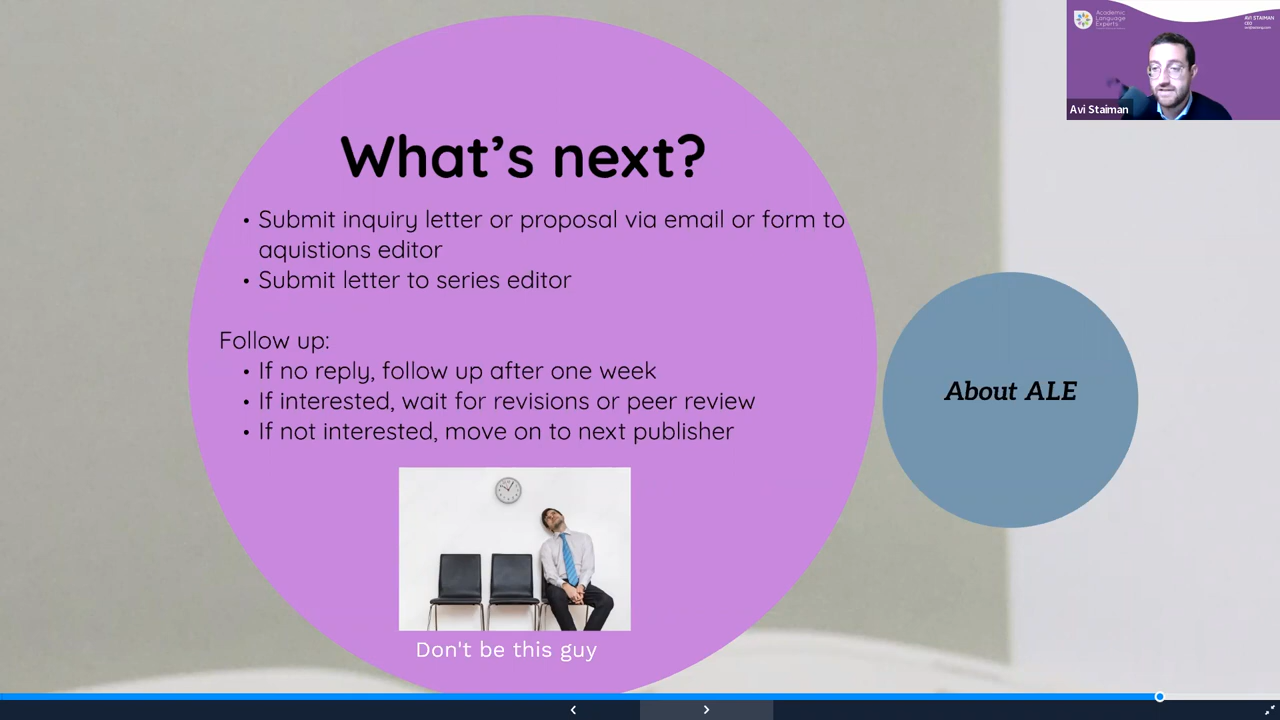 Academic
Language
Experts
AVI STAIMAN
CEO
Avi Staiman
What's next?
• Submit inquiry letter or proposal via email or form to
aquistions editor
• Submit letter to series editor
Follow up:
• If no reply, follow up after one week
• If interested, wait for revisions or peer review
• If not interested, move on to next publisher
Don't be this guy
About ALE